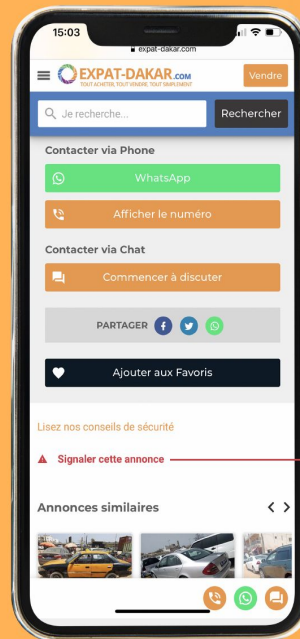 15:03
expat-dakar.com
EXPAT-DAKAR.COM
TOUT ACHETER, TOUT VENDRE, TOUT SIMPLEMENT
Vendre
Je recherche...
Rechercher
Contacter via Phone
WhatsApp
Afficher le numéro
Contacter via Chat
Commencer à discuter
PARTAGER
Ajouter aux Favoris
Lisez nos conseils de sécurité
Signaler cette annonce
Annonces similaires